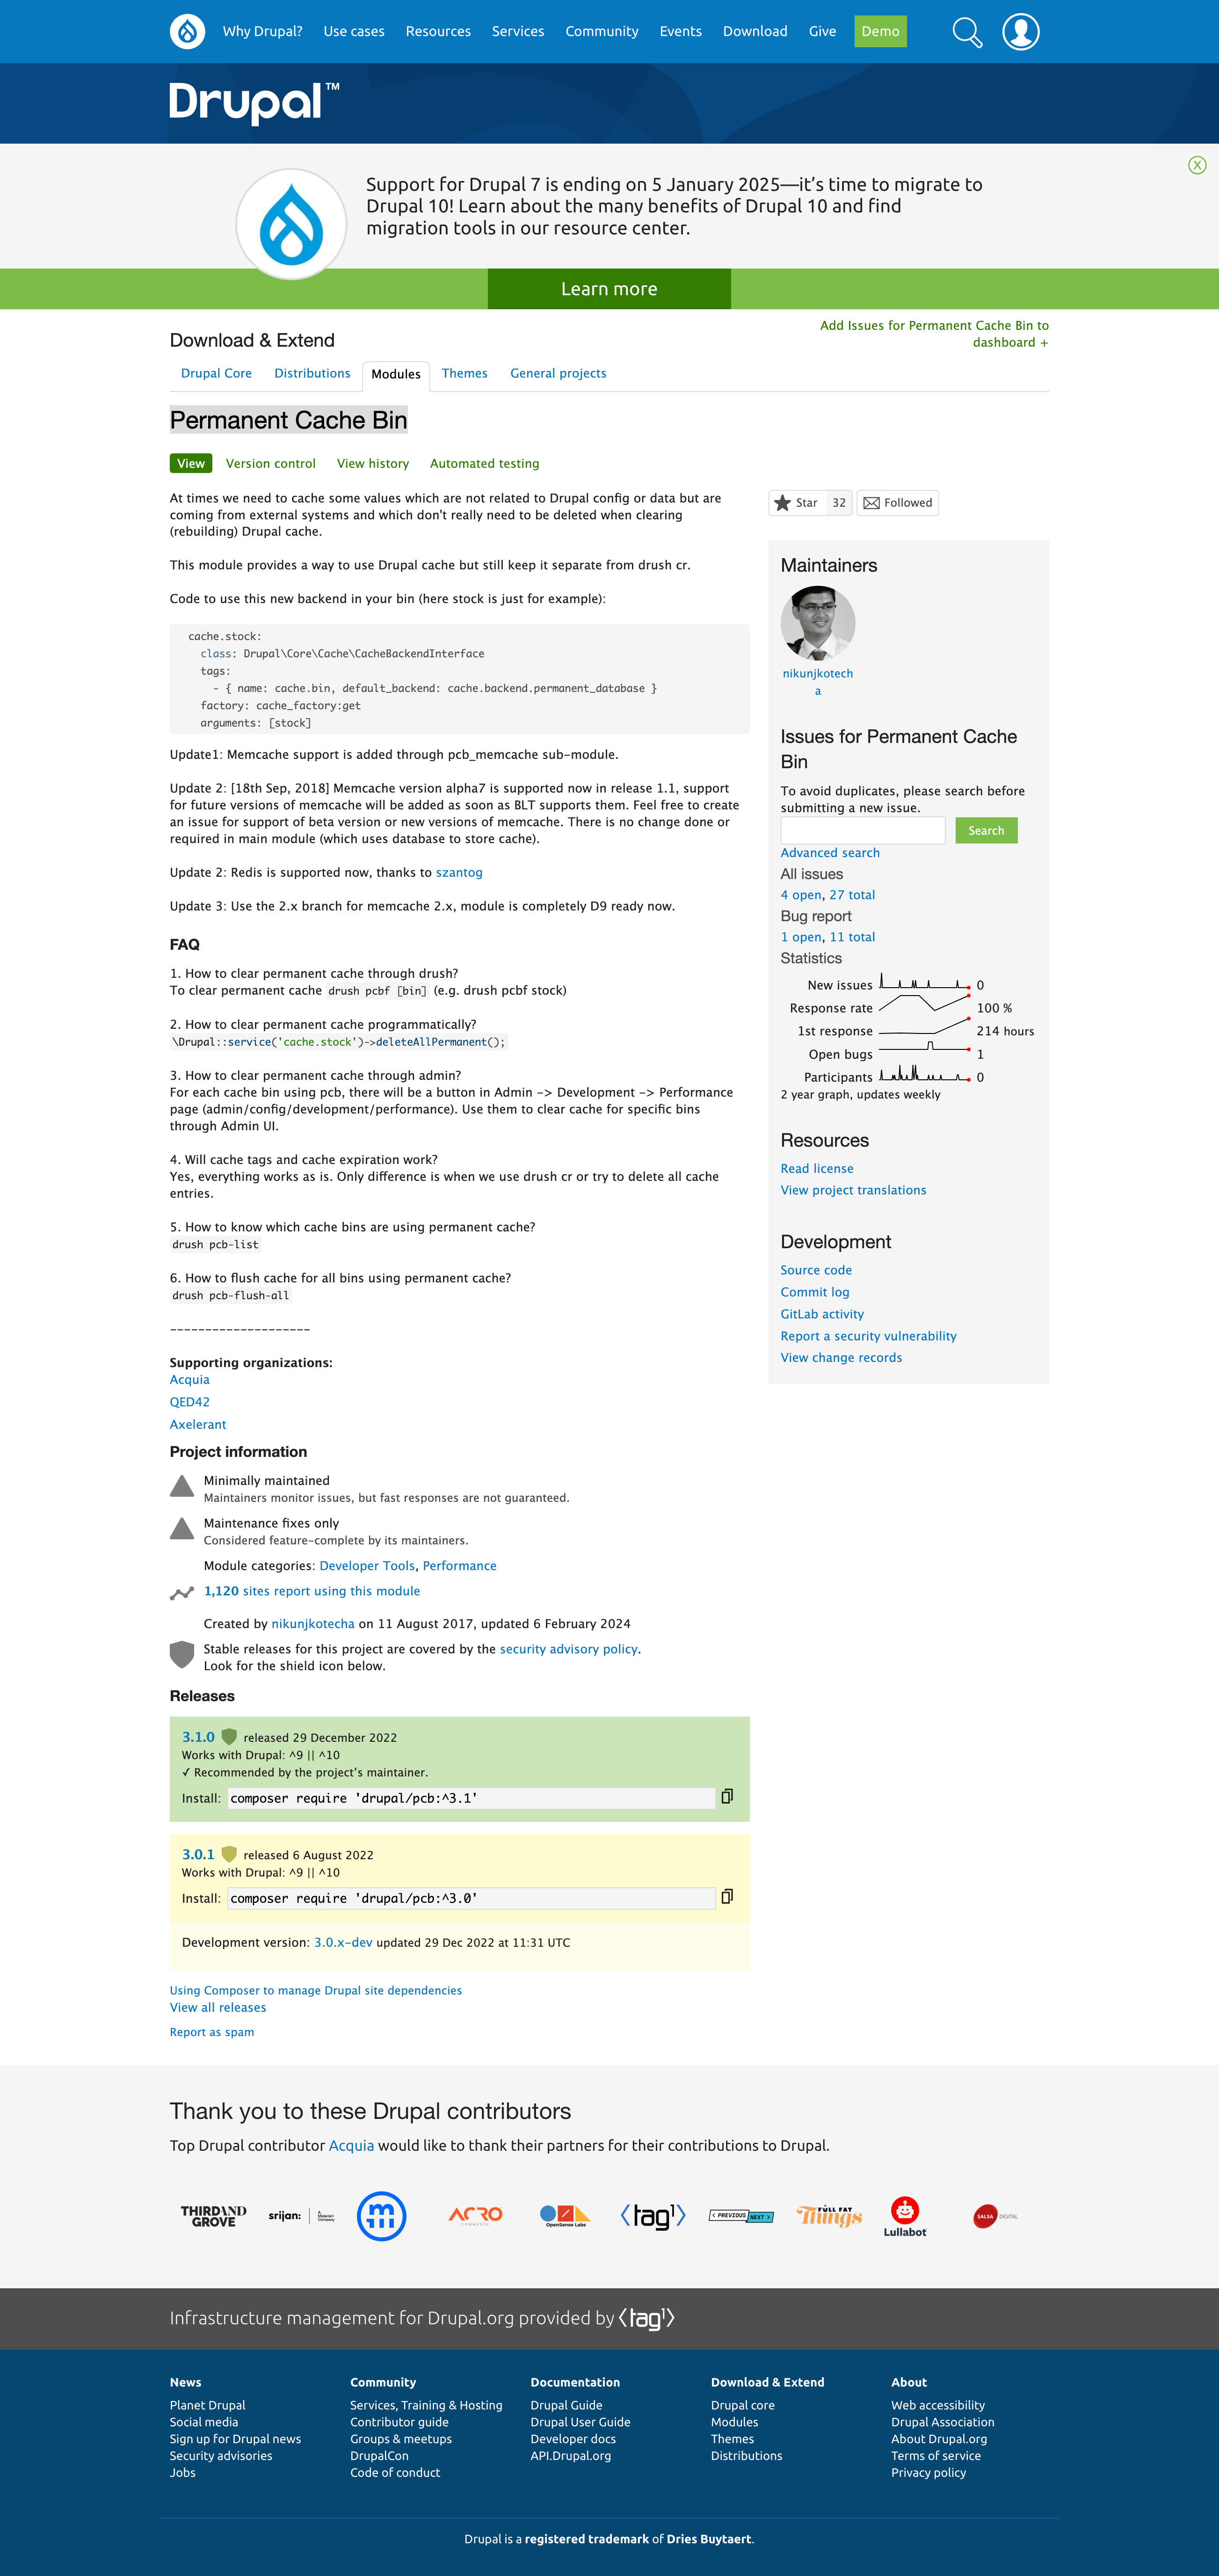 Why Drupal? Use cases Resources Services Community Events Download Give Demo
Drupal™
Support for Drupal 7 is ending on 5 January 2025—it's time to migrate to
Drupal 10! Learn about the many benefits of Drupal 10 and find
migration tools in our resource center.
X
Learn more
Download & Extend
Add Issues for Permanent Cache Bin to
dashboard +
Drupal Core Distributions Modules Themes General projects
Permanent Cache Bin
View Version control View history Automated testing
At times we need to cache some values which are not related to Drupal config or data but are
coming from external systems and which don't really need to be deleted when clearing
(rebuilding) Drupal cache.
This module provides a way to use Drupal cache but still keep it separate from drush cr.
Code to use this new backend in your bin (here stock is just for example):
cache.stock:
class: Drupal\Core\Cache\CacheBackendInterface
tags:
- { name: cache.bin, default_backend: cache.backend.permanent_database }
factory: cache_factory:get
arguments: [stock]
Update1: Memcache support is added through pcb_memcache sub-module.
Update 2: [18th Sep, 2018] Memcache version alpha7 is supported now in release 1.1, support
for future versions of memcache will be added as soon as BLT supports them. Feel free to create
an issue for support of beta version or new versions of memcache. There is no change done or
required in main module (which uses database to store cache).
Update 2: Redis is supported now, thanks to szantog
Update 3: Use the 2.x branch for memcache 2.x, module is completely D9 ready now.
FAQ
1. How to clear permanent cache through drush?
To clear permanent cache drush pcbf [bin] (e.g. drush pcbf stock)
2. How to clear permanent cache programmatically?
\Drupal::service('cache.stock')->deleteAllPermanent();
3. How to clear permanent cache through admin?
For each cache bin using pcb, there will be a button in Admin -> Development -> Performance
page (admin/config/development/performance). Use them to clear cache for specific bins
through Admin UI.
4. Will cache tags and cache expiration work?
Yes, everything works as is. Only difference is when we use drush cr or try to delete all cache
entries.
5. How to know which cache bins are using permanent cache?
drush pcb-list
6. How to flush cache for all bins using permanent cache?
drush pcb-flush-all
--------------------
Supporting organizations:
Acquia
QED42
Axelerant
Project information
Minimally maintained
Maintainers monitor issues, but fast responses are not guaranteed.
Maintenance fixes only
Considered feature-complete by its maintainers.
Module categories: Developer Tools, Performance
1,120 sites report using this module
Created by nikunjkotecha on 11 August 2017, updated 6 February 2024
Stable releases for this project are covered by the security advisory policy.
Look for the shield icon below.
Releases
3.1.0 released 29 December 2022
Works with Drupal: ^9 || ^10
✓ Recommended by the project's maintainer.
Install: composer require 'drupal/pcb:^3.1'
3.0.1 released 6 August 2022
Works with Drupal: ^9 || ^10
Install: composer require 'drupal/pcb:^3.0'
Development version: 3.0.x-dev updated 29 Dec 2022 at 11:31 UTC
Using Composer to manage Drupal site dependencies
View all releases
Report as spam
Star 32 Followed
Maintainers
nikunjkotech
a
Issues for Permanent Cache
Bin
To avoid duplicates, please search before
submitting a new issue.
Search
Advanced search
All issues
4 open, 27 total
Bug report
1 open, 11 total
Statistics
New issues 0
Response rate 100 %
1st response 214 hours
Open bugs 1
Participants 0
2 year graph, updates weekly
Resources
Read license
View project translations
Development
Source code
Commit log
GitLab activity
Report a security vulnerability
View change records
Thank you to these Drupal contributors
Top Drupal contributor Acquia would like to thank their partners for their contributions to Drupal.
THIRD AND GROVE
srijan: A Material Company
m
ACRO COMMERCE
OpenSense Labs
tag1
< PREVIOUS NEXT >
FULL FAT Things
Lullabot
SALSA DIGITAL
Infrastructure management for Drupal.org provided by tag1
News
Planet Drupal
Social media
Sign up for Drupal news
Security advisories
Jobs
Community
Services, Training & Hosting
Contributor guide
Groups & meetups
DrupalCon
Code of conduct
Documentation
Drupal Guide
Drupal User Guide
Developer docs
API.Drupal.org
Download & Extend
Drupal core
Modules
Themes
Distributions
About
Web accessibility
Drupal Association
About Drupal.org
Terms of service
Privacy policy
Drupal is a registered trademark of Dries Buytaert.